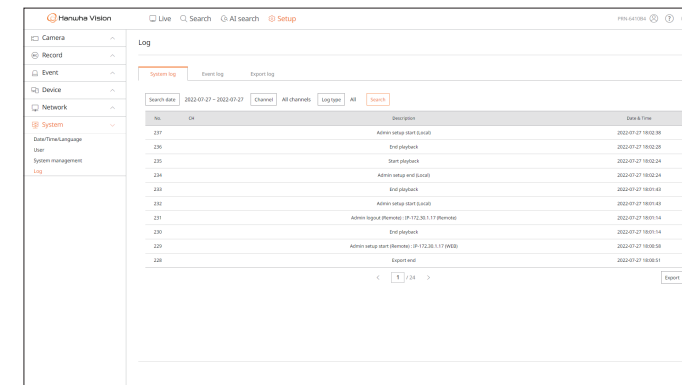 Hanwha Vision
Live Search AI search Setup
PRN-6410B4
Camera
Record
Event
Device
Network
System
Date/Time/Language
User
System management
Log
Log
System log Event log Export log
Search date 2022-07-27 ~ 2022-07-27 Channel All channels Log type All Search
No. CH Description Date & Time
237 Admin setup start (Local) 2022-07-27 18:02:38
236 End playback 2022-07-27 18:02:28
235 Start playback 2022-07-27 18:02:24
234 Admin setup end (Local) 2022-07-27 18:02:24
233 End playback 2022-07-27 18:01:43
232 Admin setup start (Local) 2022-07-27 18:01:43
231 Admin logout (Remote) : IP-172.30.1.17 (Remote) 2022-07-27 18:01:14
230 End playback 2022-07-27 18:01:14
229 Admin setup start (Remote) : IP-172.30.1.17 (WEB) 2022-07-27 18:00:58
228 Export end 2022-07-27 18:00:51
< 1 / 24 >
Export